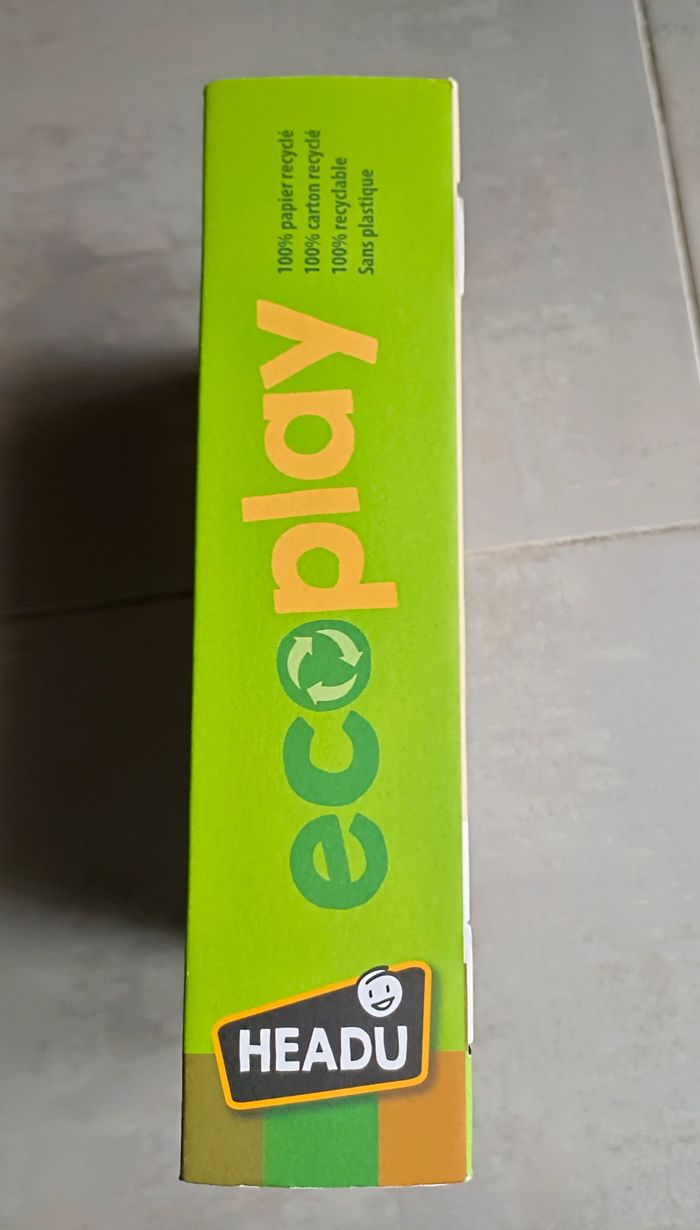 100% papier recyclé
100% carton recyclé
100% recyclable
Sans plastique
ecoplay
HEADU